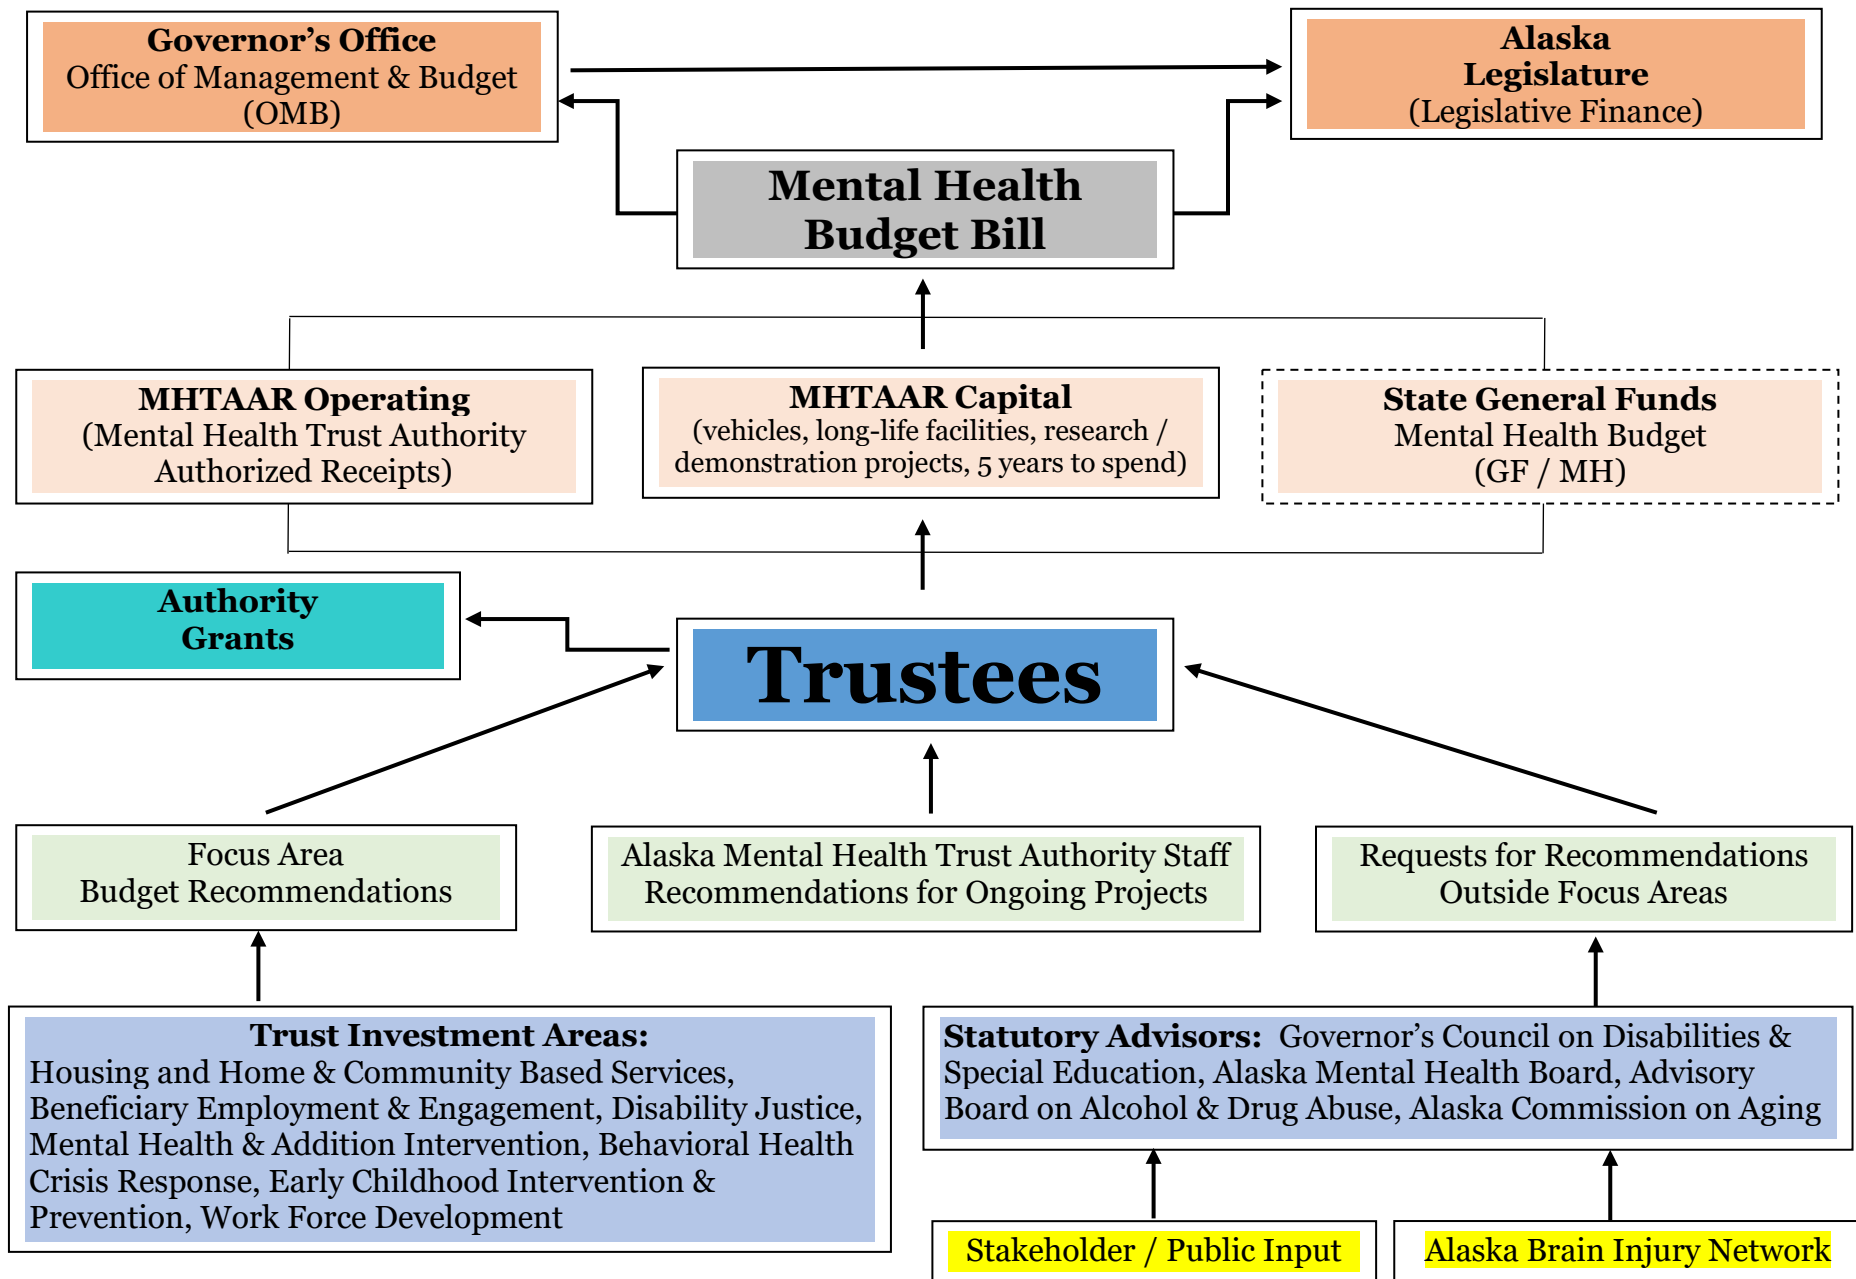 Governor’s Office
Office of Management & Budget
(OMB)
Alaska
Legislature
(Legislative Finance)
Mental Health
Budget Bill
MHTAAR Operating
(Mental Health Trust Authority
Authorized Receipts)
MHTAAR Capital
(vehicles, long-life facilities, research /
demonstration projects, 5 years to spend)
State General Funds
Mental Health Budget
(GF / MH)
Authority
Grants
Trustees
Focus Area
Budget Recommendations
Alaska Mental Health Trust Authority Staff
Recommendations for Ongoing Projects
Requests for Recommendations
Outside Focus Areas
Trust Investment Areas:
Housing and Home & Community Based Services,
Beneficiary Employment & Engagement, Disability Justice,
Mental Health & Addition Intervention, Behavioral Health
Crisis Response, Early Childhood Intervention &
Prevention, Work Force Development
Statutory Advisors: Governor’s Council on Disabilities &
Special Education, Alaska Mental Health Board, Advisory
Board on Alcohol & Drug Abuse, Alaska Commission on Aging
Stakeholder / Public Input
Alaska Brain Injury Network